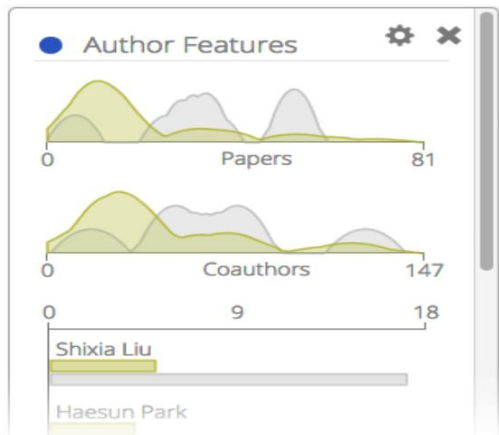 Author Features
0 Papers 81
0 Coauthors 147
0 9 18
Shixia Liu
Haesun Park